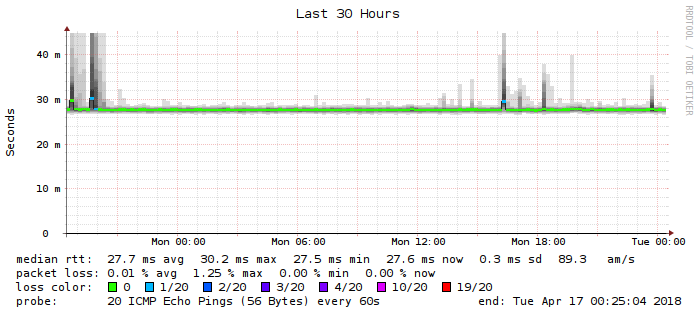 Last 30 Hours
RRDTOOL / TOBI OETIKER
Seconds
40 m
30 m
20 m
10 m
0
Mon 00:00 Mon 06:00 Mon 12:00 Mon 18:00 Tue 00:00
median rtt: 27.7 ms avg 30.2 ms max 27.5 ms min 27.6 ms now 0.3 ms sd 89.3 am/s
packet loss: 0.01 % avg 1.25 % max 0.00 % min 0.00 % now
loss color: 0 1/20 2/20 3/20 4/20 10/20 19/20
probe: 20 ICMP Echo Pings (56 Bytes) every 60s end: Tue Apr 17 00:25:04 2018